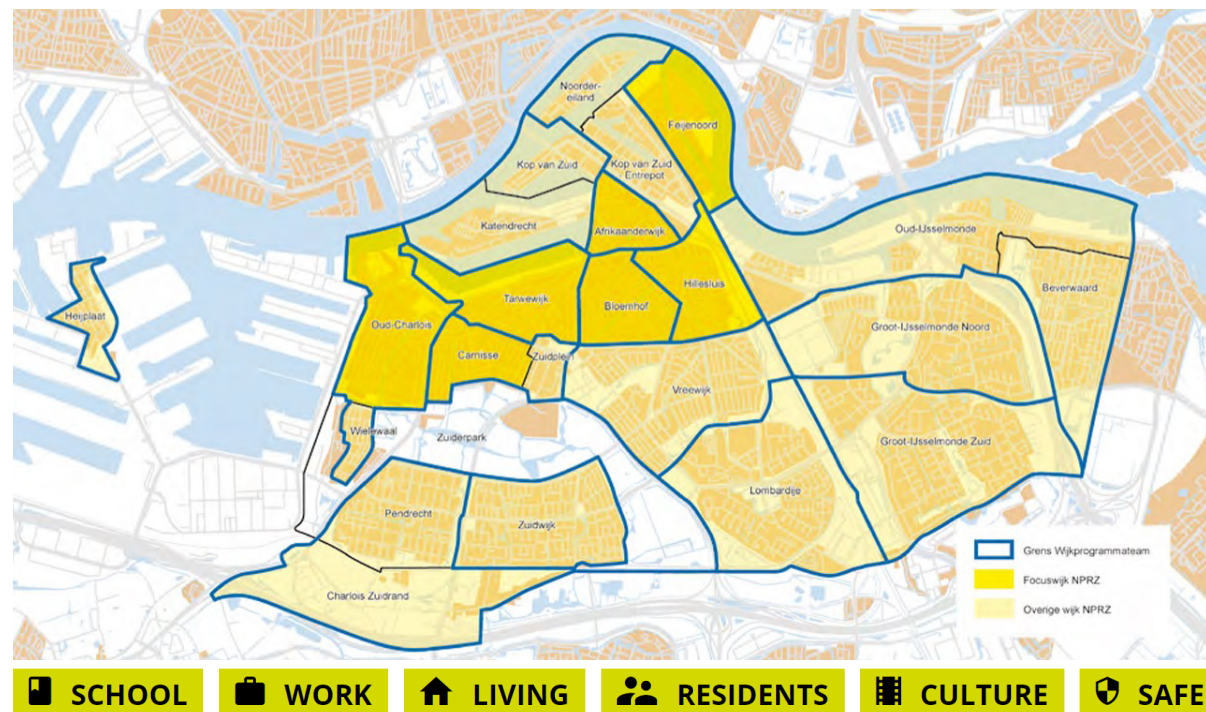 Noorder-
eiland
Feijenoord
Kop van Zuid
Kop van Zuid
Entrepot
Katendrecht
Afrikaanderwijk
Oud-IJsselmonde
Heijplaat
Oud-Charlois
Tarwewijk
Bloemhof
Hillesluis
Beverwaard
Groot-IJsselmonde Noord
Carnisse
Zuidplein
Vreewijk
Wielewaal
Zuiderpark
Groot-IJsselmonde Zuid
Lombardije
Pendrecht
Zuidwijk
Charlois Zuidrand
Grens Wijkprogrammateam
Focuswijk NPRZ
Overige wijk NPRZ
SCHOOL WORK LIVING RESIDENTS CULTURE SAFE